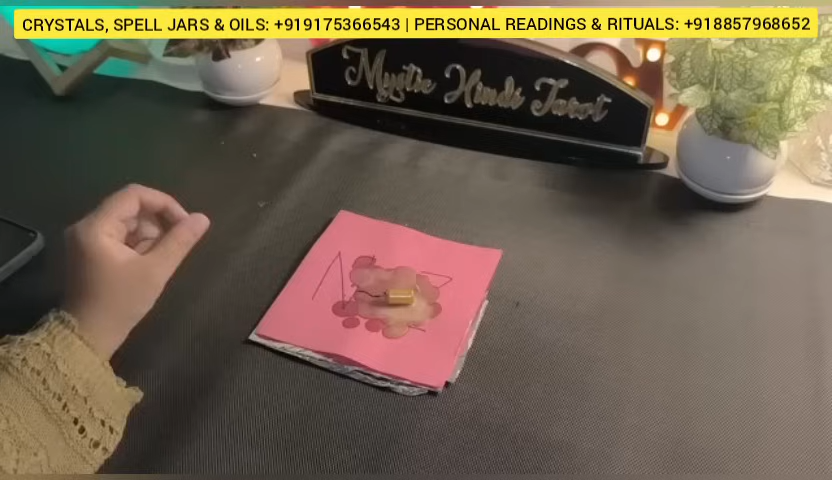 CRYSTALS, SPELL JARS & OILS: +919175366543 | PERSONAL READINGS & RITUALS: +918857968652
Mystic Hindi Tarot